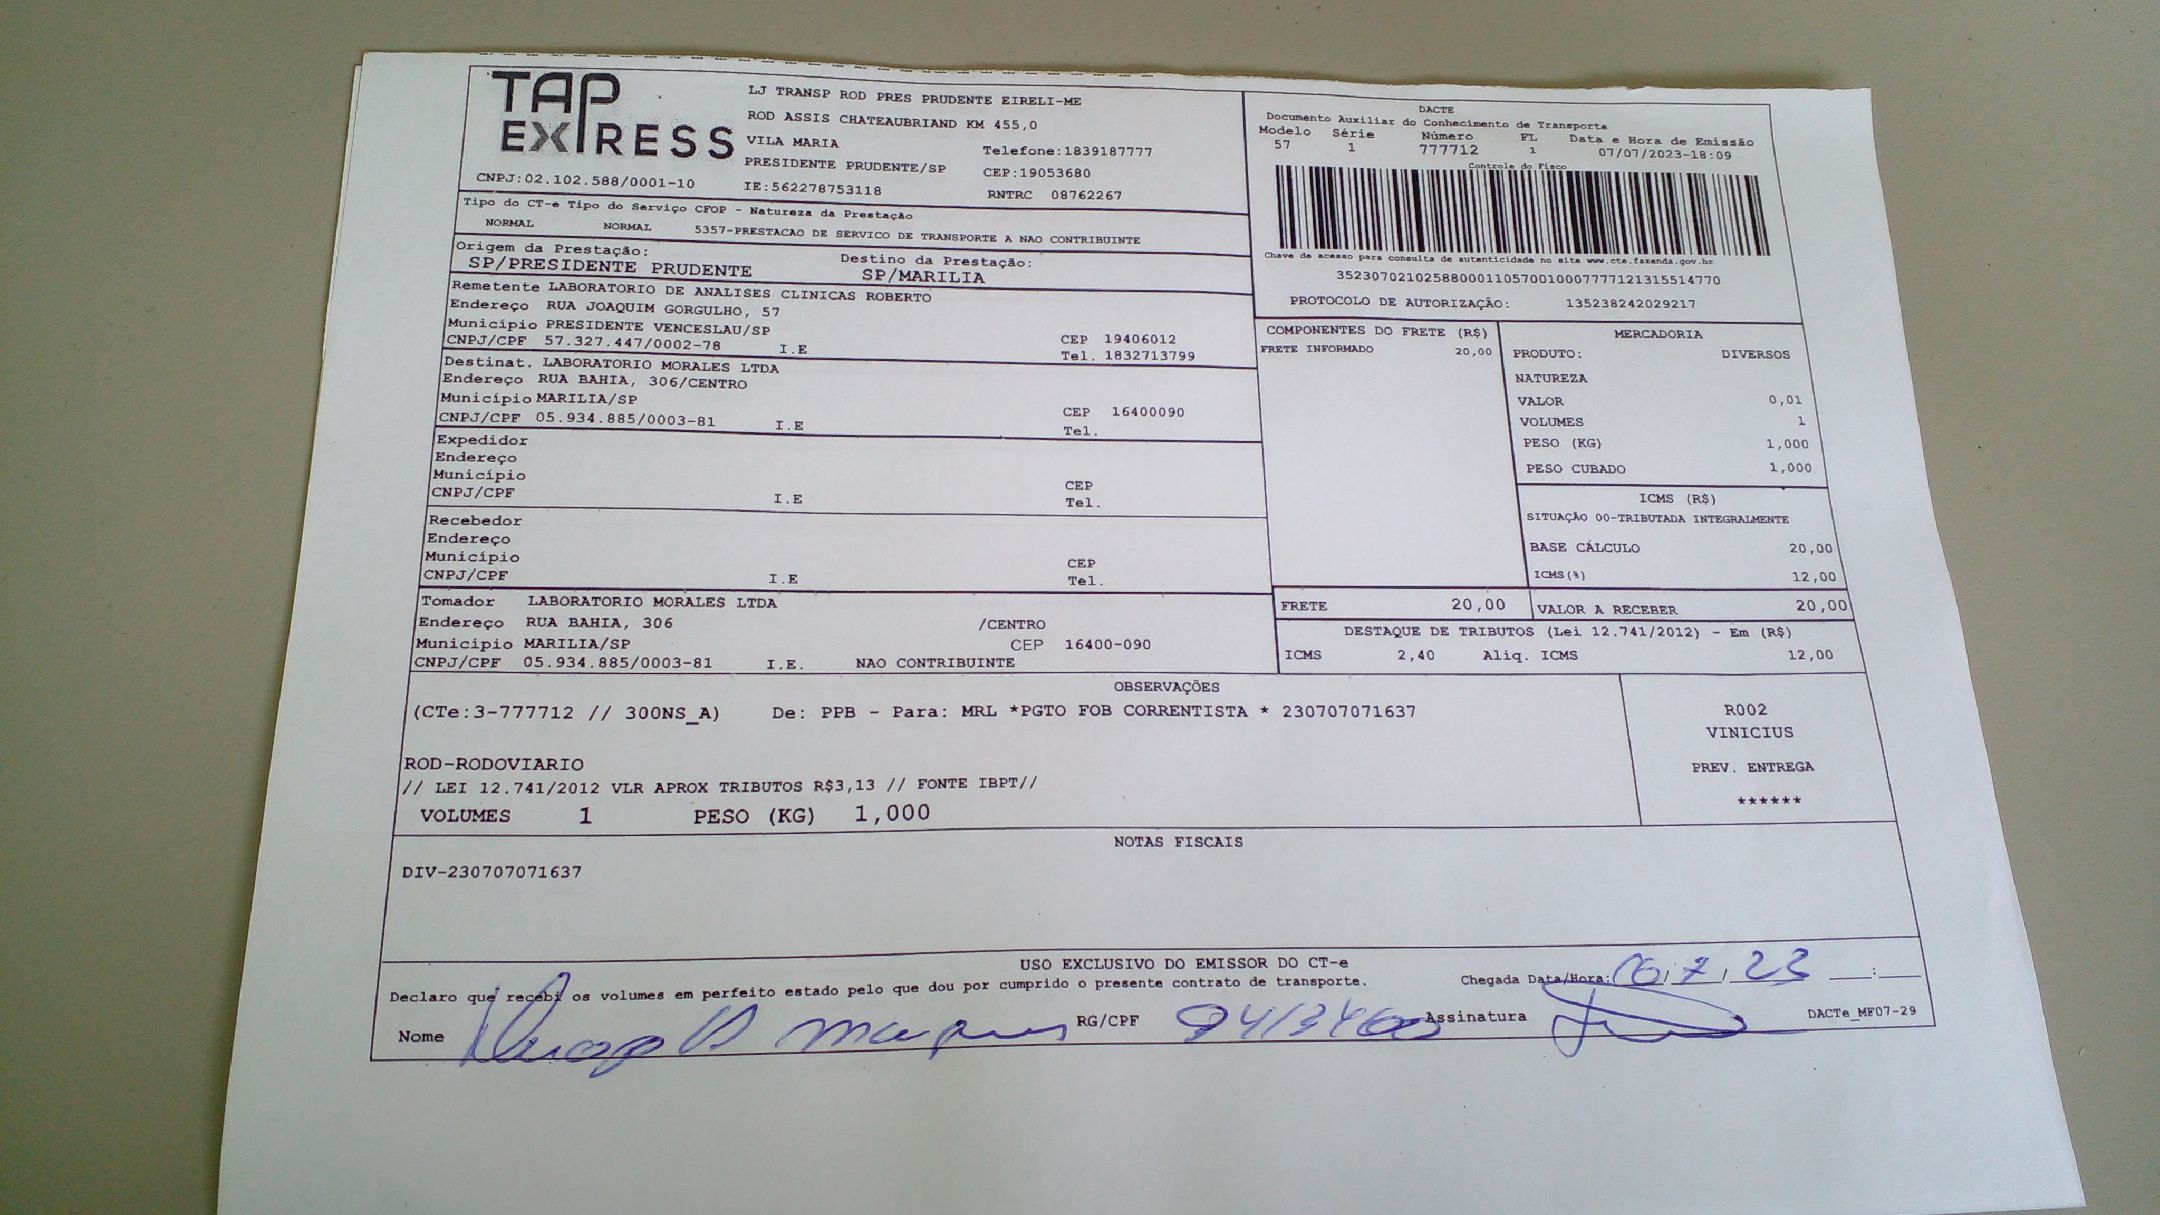 TAP
EXPRESS
LJ TRANSP ROD PRES PRUDENTE EIRELI-ME
ROD ASSIS CHATEAUBRIAND KM 455,0
VILA MARIA
Telefone:1839187777
PRESIDENTE PRUDENTE/SP
CEP:19053680
CNPJ:02.102.588/0001-10
IE:562278753118
RNTRC 08762267
DACTE
Documento Auxiliar do Conhecimento de Transporte
Modelo Série Número FL Data e Hora de Emissão
57 1 777712 1 07/07/2023-18:09
Controle do Fisco
Chave de acesso para consulta de autenticidade no site www.cte.fazenda.gov.br
35230702102588000110570010007777121315514770
PROTOCOLO DE AUTORIZAÇÃO: 135238242029217
Tipo do CT-e Tipo do Serviço CFOP - Natureza da Prestação
NORMAL NORMAL 5357-PRESTACAO DE SERVICO DE TRANSPORTE A NAO CONTRIBUINTE
Origem da Prestação: Destino da Prestação:
SP/PRESIDENTE PRUDENTE SP/MARILIA
Remetente LABORATORIO DE ANALISES CLINICAS ROBERTO
Endereço RUA JOAQUIM GORGULHO, 57
Município PRESIDENTE VENCESLAU/SP CEP 19406012
CNPJ/CPF 57.327.447/0002-78 I.E Tel. 1832713799
Destinat. LABORATORIO MORALES LTDA
Endereço RUA BAHIA, 306/CENTRO
Município MARILIA/SP CEP 16400090
CNPJ/CPF 05.934.885/0003-81 I.E Tel.
Expedidor
Endereço
Município CEP
CNPJ/CPF I.E Tel.
Recebedor
Endereço
Município CEP
CNPJ/CPF I.E Tel.
Tomador LABORATORIO MORALES LTDA
Endereço RUA BAHIA, 306 /CENTRO
Município MARILIA/SP CEP 16400-090
CNPJ/CPF 05.934.885/0003-81 I.E. NAO CONTRIBUINTE
COMPONENTES DO FRETE (R$)
FRETE INFORMADO 20,00
MERCADORIA
PRODUTO: DIVERSOS
NATUREZA
VALOR 0,01
VOLUMES 1
PESO (KG) 1,000
PESO CUBADO 1,000
ICMS (R$)
SITUAÇÃO 00-TRIBUTADA INTEGRALMENTE
BASE CÁLCULO 20,00
ICMS(%) 12,00
FRETE 20,00 VALOR A RECEBER 20,00
DESTAQUE DE TRIBUTOS (Lei 12.741/2012) - Em (R$)
ICMS 2,40 Aliq. ICMS 12,00
OBSERVAÇÕES
(CTe:3-777712 // 300NS_A) De: PPB - Para: MRL *PGTO FOB CORRENTISTA * 230707071637
ROD-RODOVIARIO
// LEI 12.741/2012 VLR APROX TRIBUTOS R$3,13 // FONTE IBPT//
VOLUMES 1 PESO (KG) 1,000
R002
VINICIUS
PREV. ENTREGA
******
NOTAS FISCAIS
DIV-230707071637
USO EXCLUSIVO DO EMISSOR DO CT-e
Declaro que recebi os volumes em perfeito estado pelo que dou por cumprido o presente contrato de transporte.
Chegada Data/Hora: 10/7/23 __:__
Nome RG/CPF Assinatura
DACTe_MF07-29